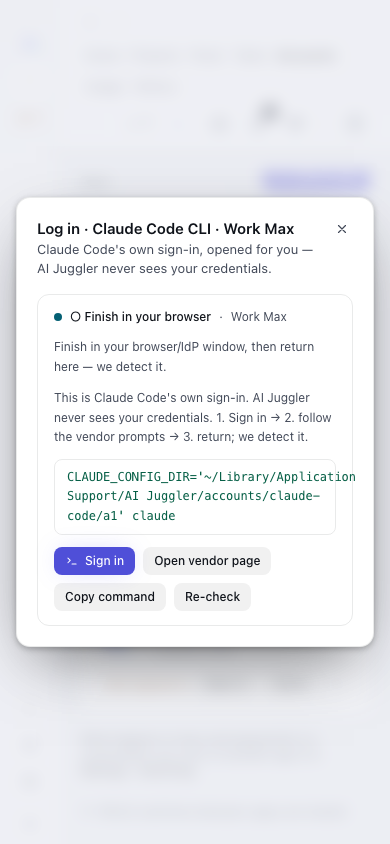 Log in · Claude Code CLI · Work Max
Claude Code's own sign-in, opened for you —
AI Juggler never sees your credentials.
Finish in your browser · Work Max
Finish in your browser/IdP window, then return
here — we detect it.
This is Claude Code's own sign-in. AI Juggler
never sees your credentials. 1. Sign in → 2. follow
the vendor prompts → 3. return; we detect it.
CLAUDE_CONFIG_DIR='~/Library/Application
Support/AI Juggler/accounts/claude-
code/a1' claude
Sign in
Open vendor page
Copy command
Re-check